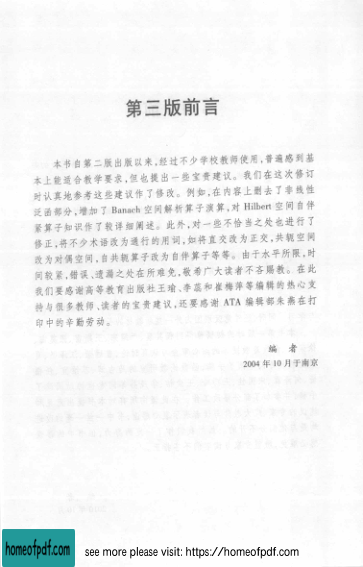 第三版前言
本书自第二版出版以来,经过不少学校教师使用,普遍感到基
本上能适合教学要求,但也提出一些宝贵建议。我们在这次修订
时认真地参考这些建议作了修改。例如,在内容上删去了非线性
泛函部分,增加了 Banach 空间解析算子演算,对 Hilbert 空间自伴
紧算子知识作了较详细阐述。此外,对一些不恰当之处也进行了
修正,将不少术语改为通行的用词,如将直交改为正交,共轭空间
改为对偶空间,自共轭算子改为自伴算子等等。由于水平所限,时
间较紧,错误、遗漏之处在所难免,敬希广大读者不吝赐教。在此
我们要感谢高等教育出版社王瑜、李蕊和崔梅萍等编辑的热心支
持与很多教师、读者的宝贵建议,还要感谢 ATA 编辑部朱燕在打
印中的辛勤劳动。
编 者
2004 年 10 月于南京
homeofpdf.com
see more please visit: https://homeofpdf.com